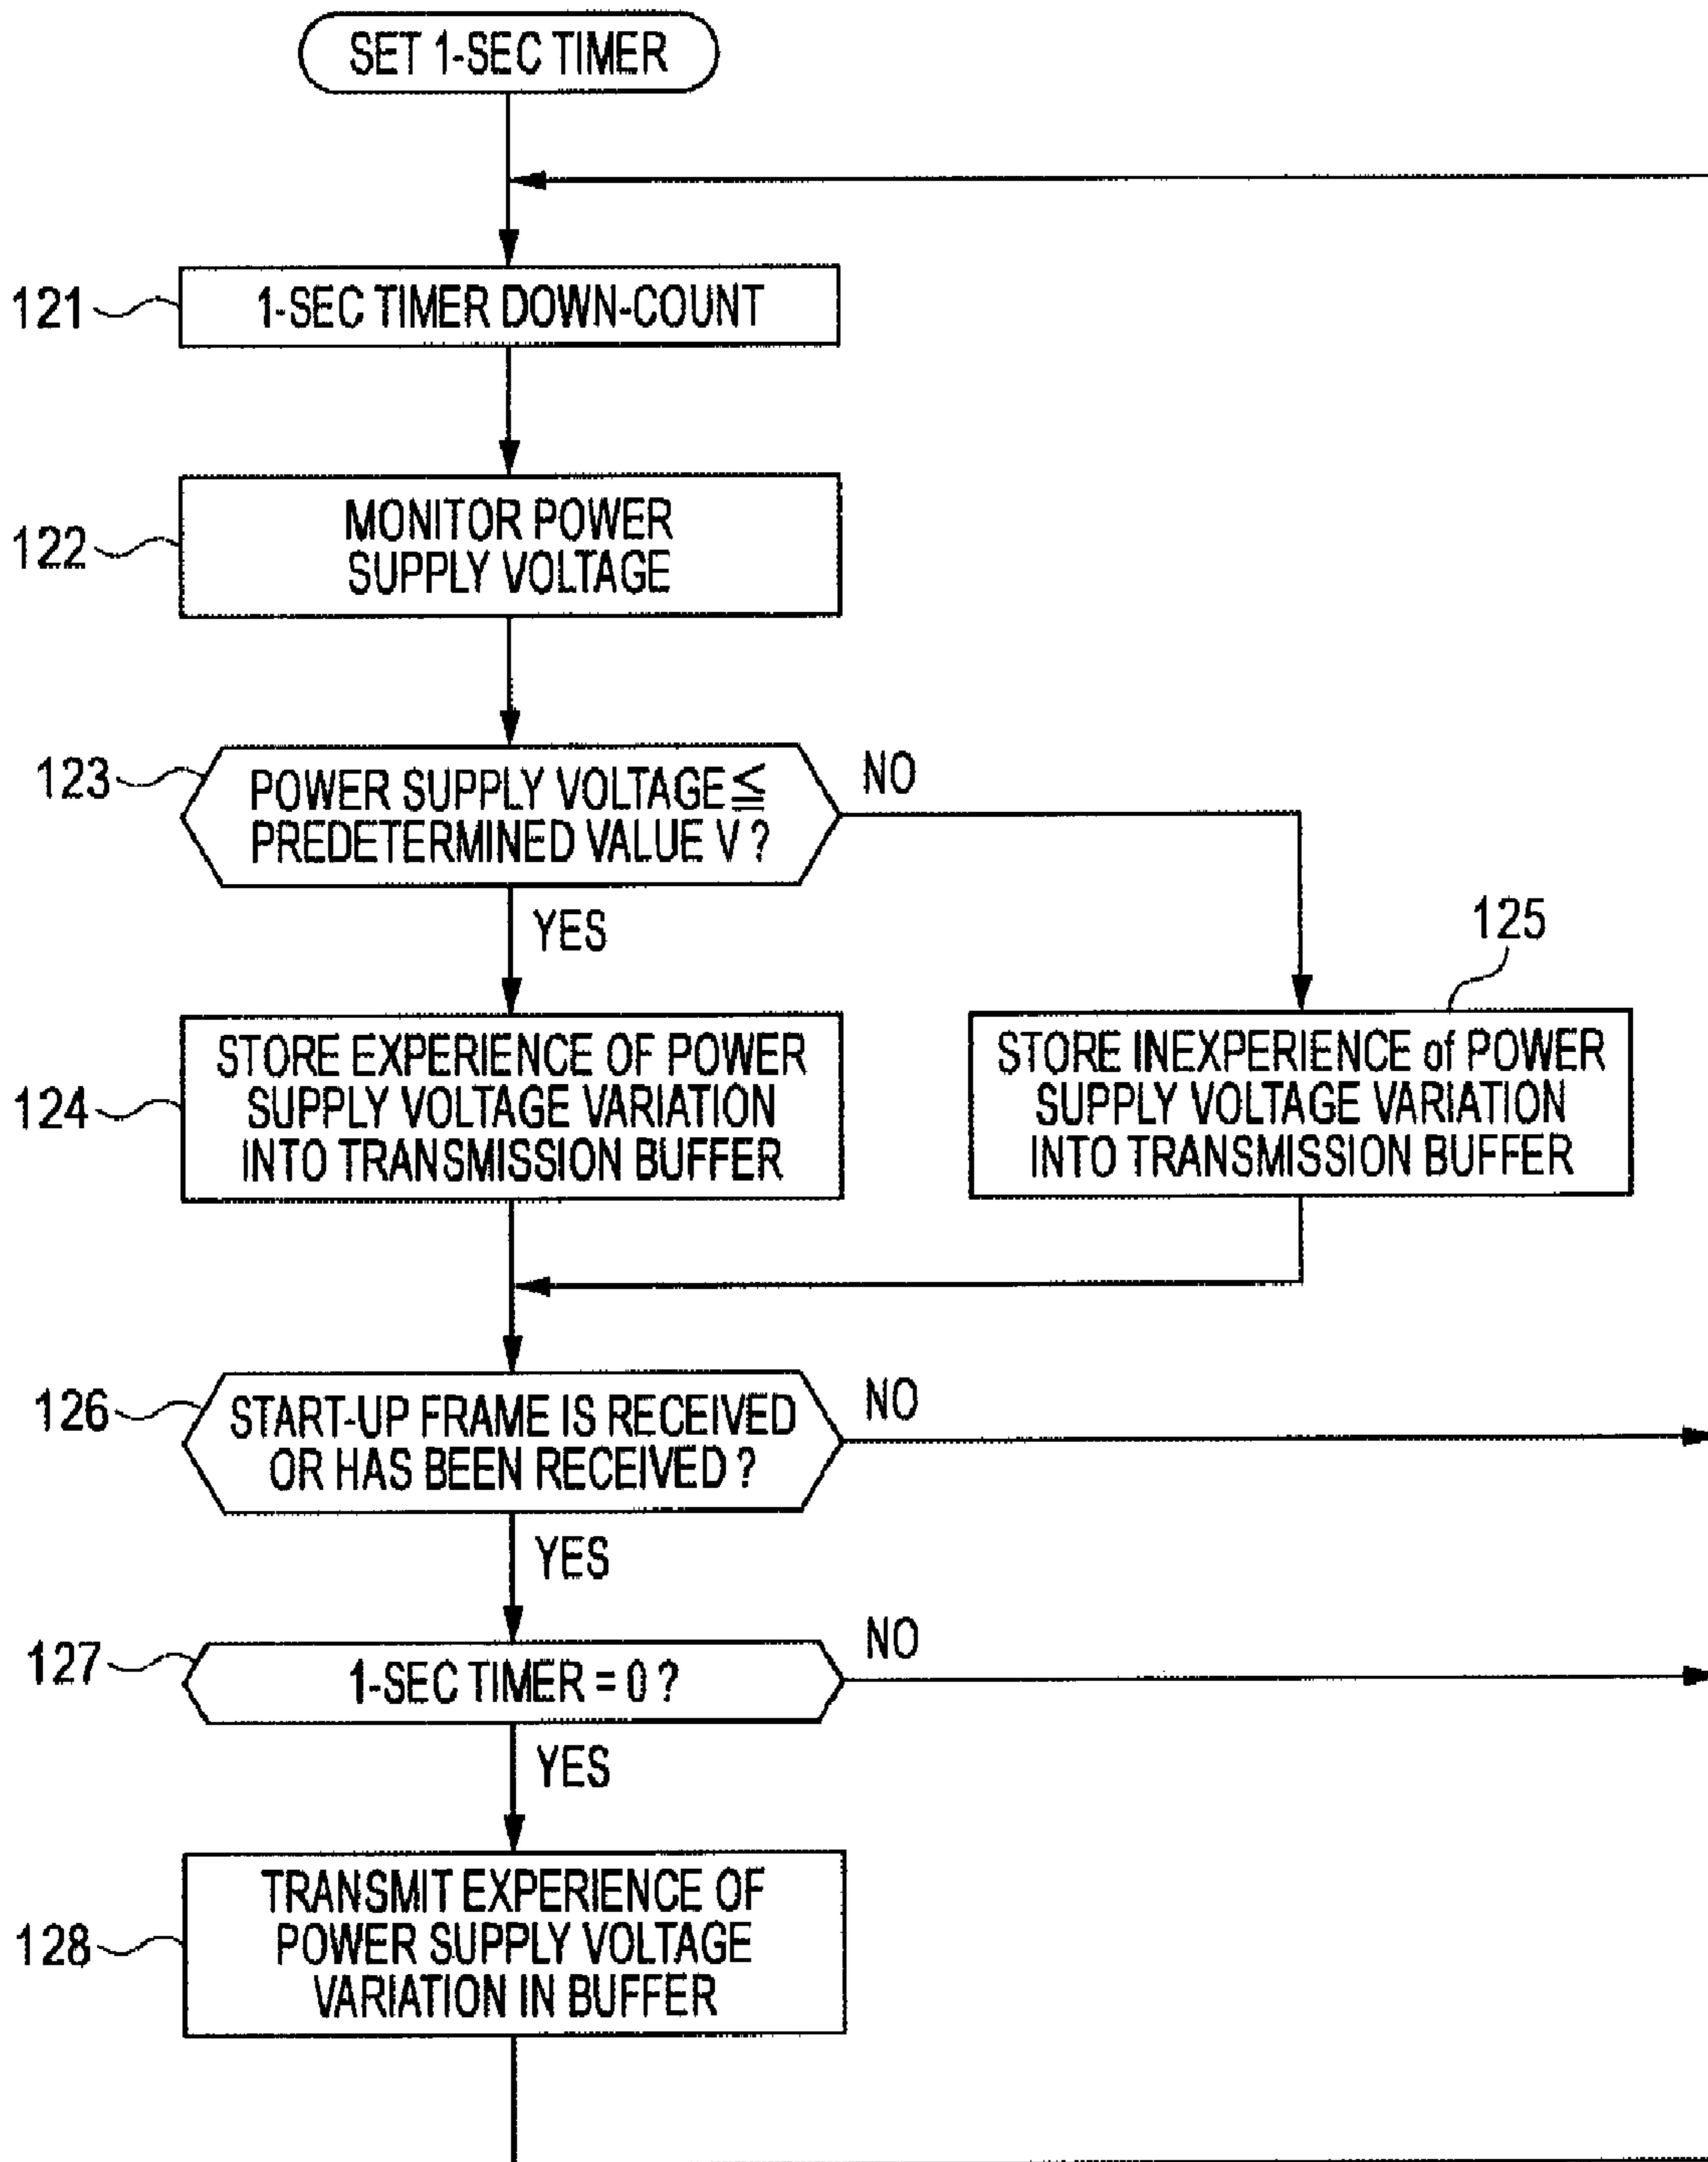 SET 1-SEC TIMER
121
1-SEC TIMER DOWN-COUNT
122
MONITOR POWER
SUPPLY VOLTAGE
123
POWER SUPPLY VOLTAGE ≦
PREDETERMINED VALUE V ?
NO
YES
125
124
STORE EXPERIENCE OF POWER
SUPPLY VOLTAGE VARIATION
INTO TRANSMISSION BUFFER
STORE INEXPERIENCE of POWER
SUPPLY VOLTAGE VARIATION
INTO TRANSMISSION BUFFER
126
START-UP FRAME IS RECEIVED
OR HAS BEEN RECEIVED ?
NO
YES
127
1-SEC TIMER = 0 ?
NO
YES
128
TRANSMIT EXPERIENCE OF
POWER SUPPLY VOLTAGE
VARIATION IN BUFFER